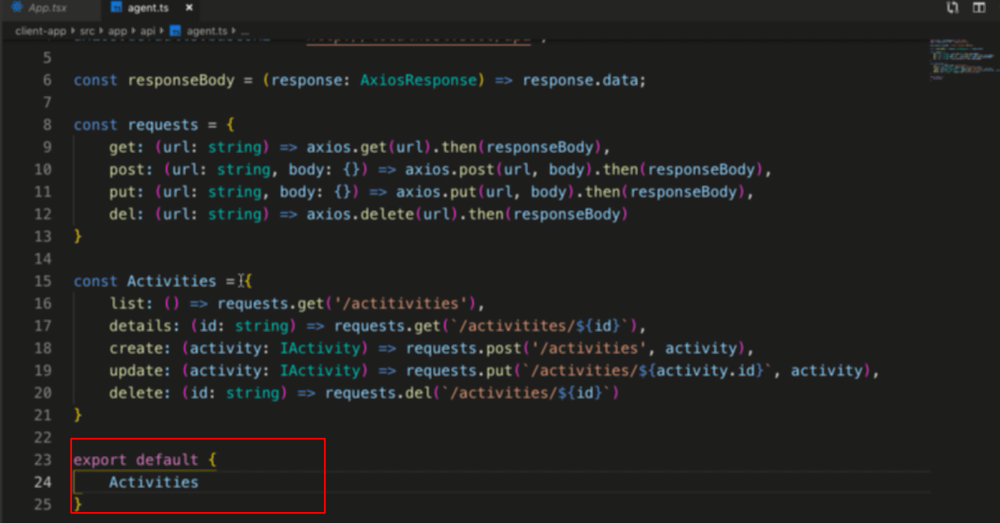 App.tsx
agent.ts ×
client-app › src › app › api › agent.ts › ...
5
6 const responseBody = (response: AxiosResponse) => response.data;
7
8 const requests = {
9 get: (url: string) => axios.get(url).then(responseBody),
10 post: (url: string, body: {}) => axios.post(url, body).then(responseBody),
11 put: (url: string, body: {}) => axios.put(url, body).then(responseBody),
12 del: (url: string) => axios.delete(url).then(responseBody)
13 }
14
15 const Activities = {
16 list: () => requests.get('/actitivities'),
17 details: (id: string) => requests.get(`/activitites/${id}`),
18 create: (activity: IActivity) => requests.post('/activities', activity),
19 update: (activity: IActivity) => requests.put(`/activities/${activity.id}`, activity),
20 delete: (id: string) => requests.del(`/activities/${id}`)
21 }
22
23 export default {
24 Activities
25 }